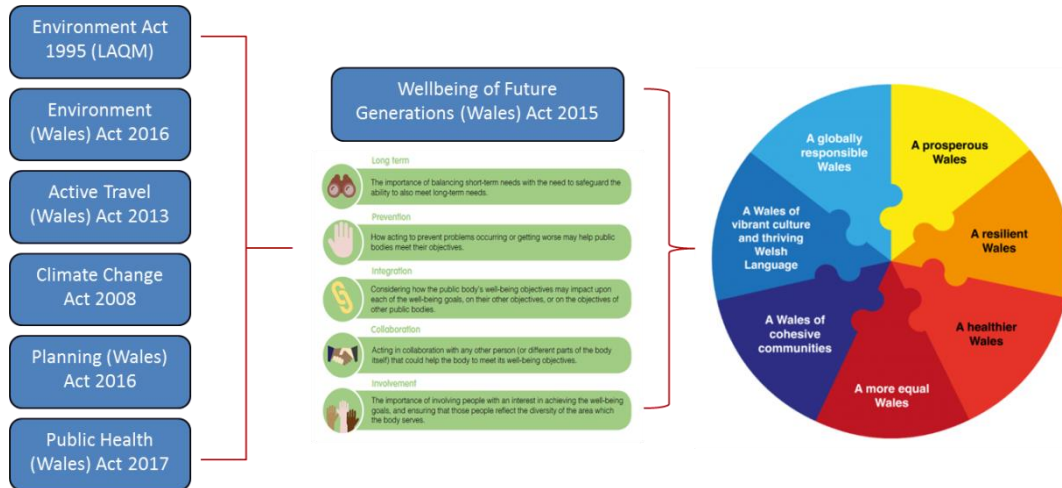 Environment Act
1995 (LAQM)
Environment
(Wales) Act 2016
Active Travel
(Wales) Act 2013
Climate Change
Act 2008
Planning (Wales)
Act 2016
Public Health
(Wales) Act 2017
Wellbeing of Future
Generations (Wales) Act 2015
Long term
The importance of balancing short-term needs with the need to safeguard the
ability to also meet long-term needs.
Prevention
How acting to prevent problems occurring or getting worse may help public
bodies meet their objectives.
Integration
Considering how the public body's well-being objectives may impact upon
each of the well-being goals, on their other objectives, or on the objectives of
other public bodies.
Collaboration
Acting in collaboration with any other person (or different parts of the body
itself) that could help the body to meet its well-being objectives.
Involvement
The importance of involving people with an interest in achieving the well-being
goals, and ensuring that those people reflect the diversity of the area which
the body serves.
A prosperous
Wales
A resilient
Wales
A healthier
Wales
A more equal
Wales
A Wales of
cohesive
communities
A Wales of
vibrant culture
and thriving
Welsh
Language
A globally
responsible
Wales